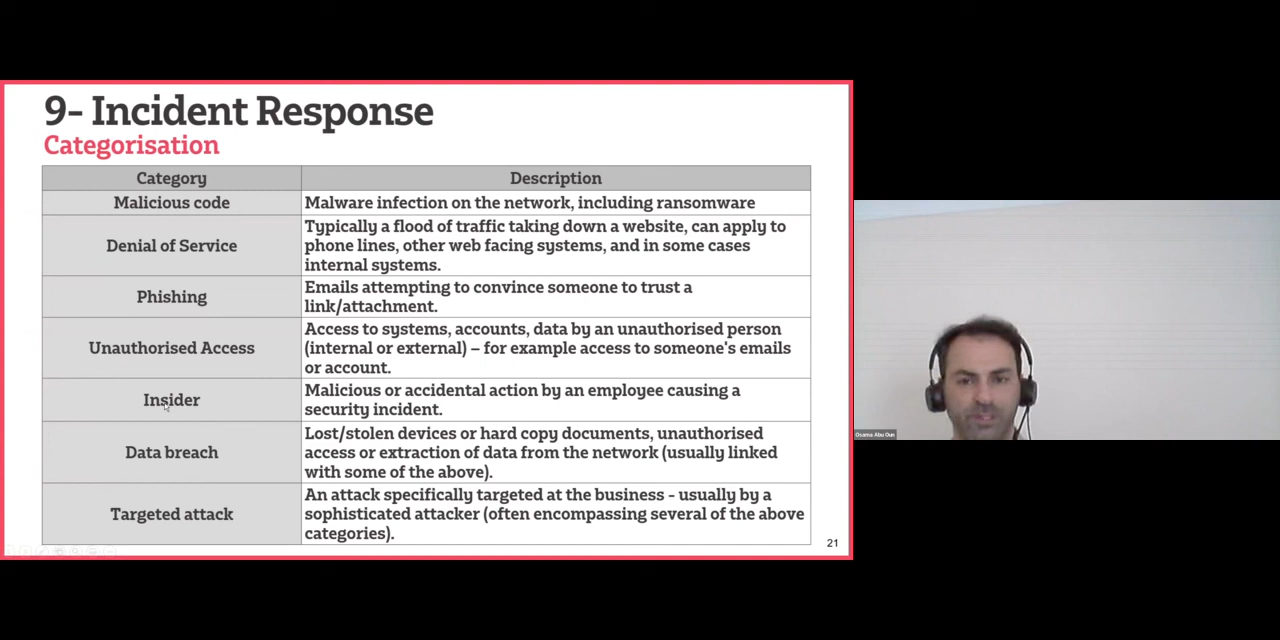 9- Incident Response
Categorisation
Category Description
Malicious code Malware infection on the network, including ransomware
Denial of Service Typically a flood of traffic taking down a website, can apply to
phone lines, other web facing systems, and in some cases
internal systems.
Phishing Emails attempting to convince someone to trust a
link/attachment.
Unauthorised Access Access to systems, accounts, data by an unauthorised person
(internal or external) – for example access to someone's emails
or account.
Insider Malicious or accidental action by an employee causing a
security incident.
Data breach Lost/stolen devices or hard copy documents, unauthorised
access or extraction of data from the network (usually linked
with some of the above).
Targeted attack An attack specifically targeted at the business - usually by a
sophisticated attacker (often encompassing several of the above
categories).
21
Osama Abu Oun